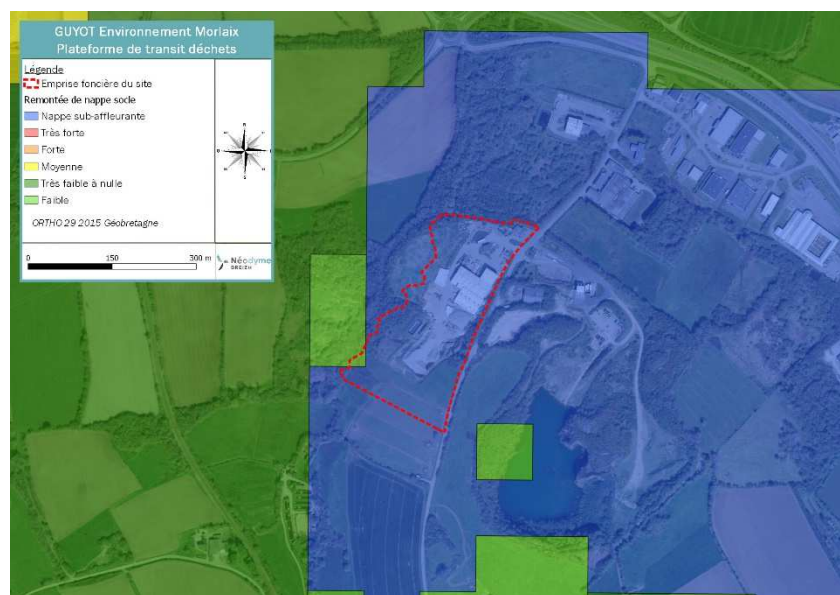 GUYOT Environnement Morlaix
Plateforme de transit déchets
Légende
Emprise foncière du site
Remontée de nappe socle
Nappe sub-affleurante
Très forte
Forte
Moyenne
Très faible à nulle
Faible
ORTHO 29 2015 Géobretagne
0 150 300 m
Néodyme
BREIZH